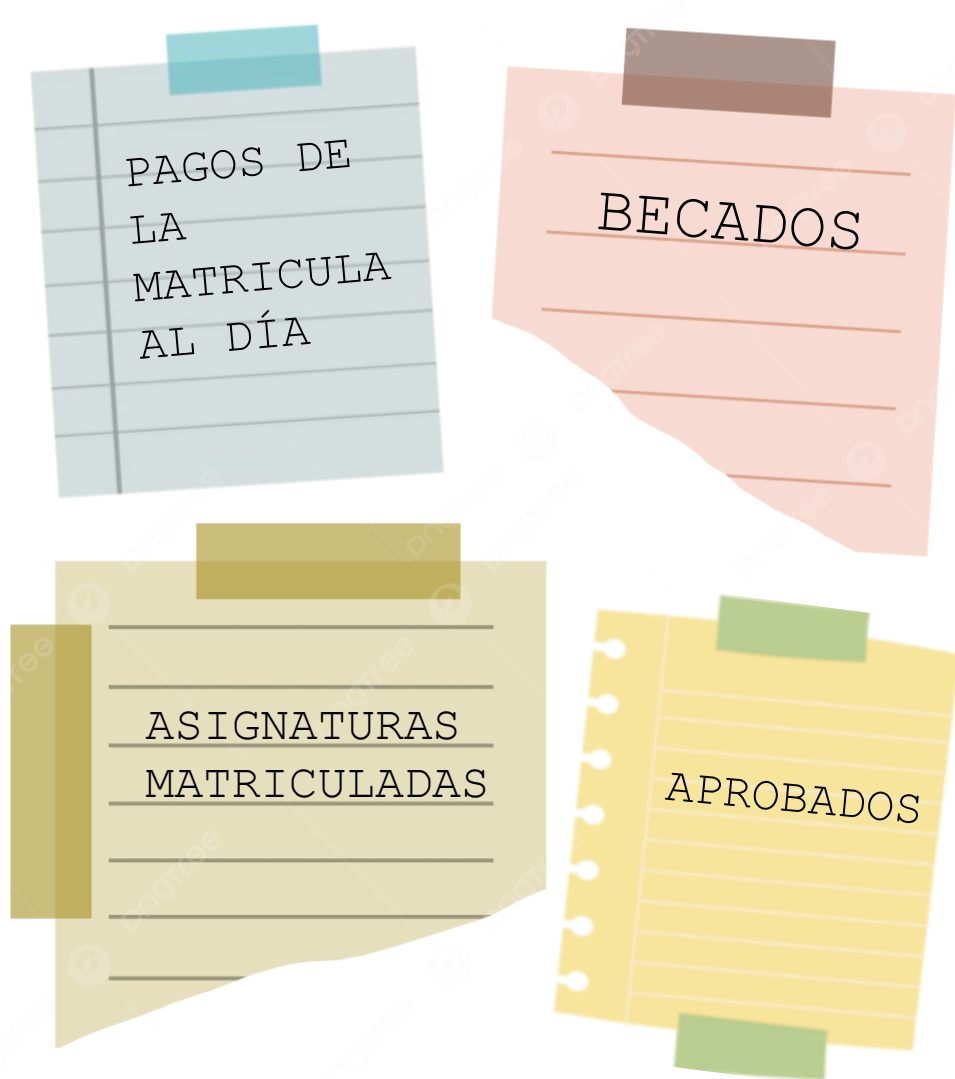 PAGOS DE
LA
MATRICULA
AL DÍA
BECADOS
ASIGNATURAS
MATRICULADAS
APROBADOS